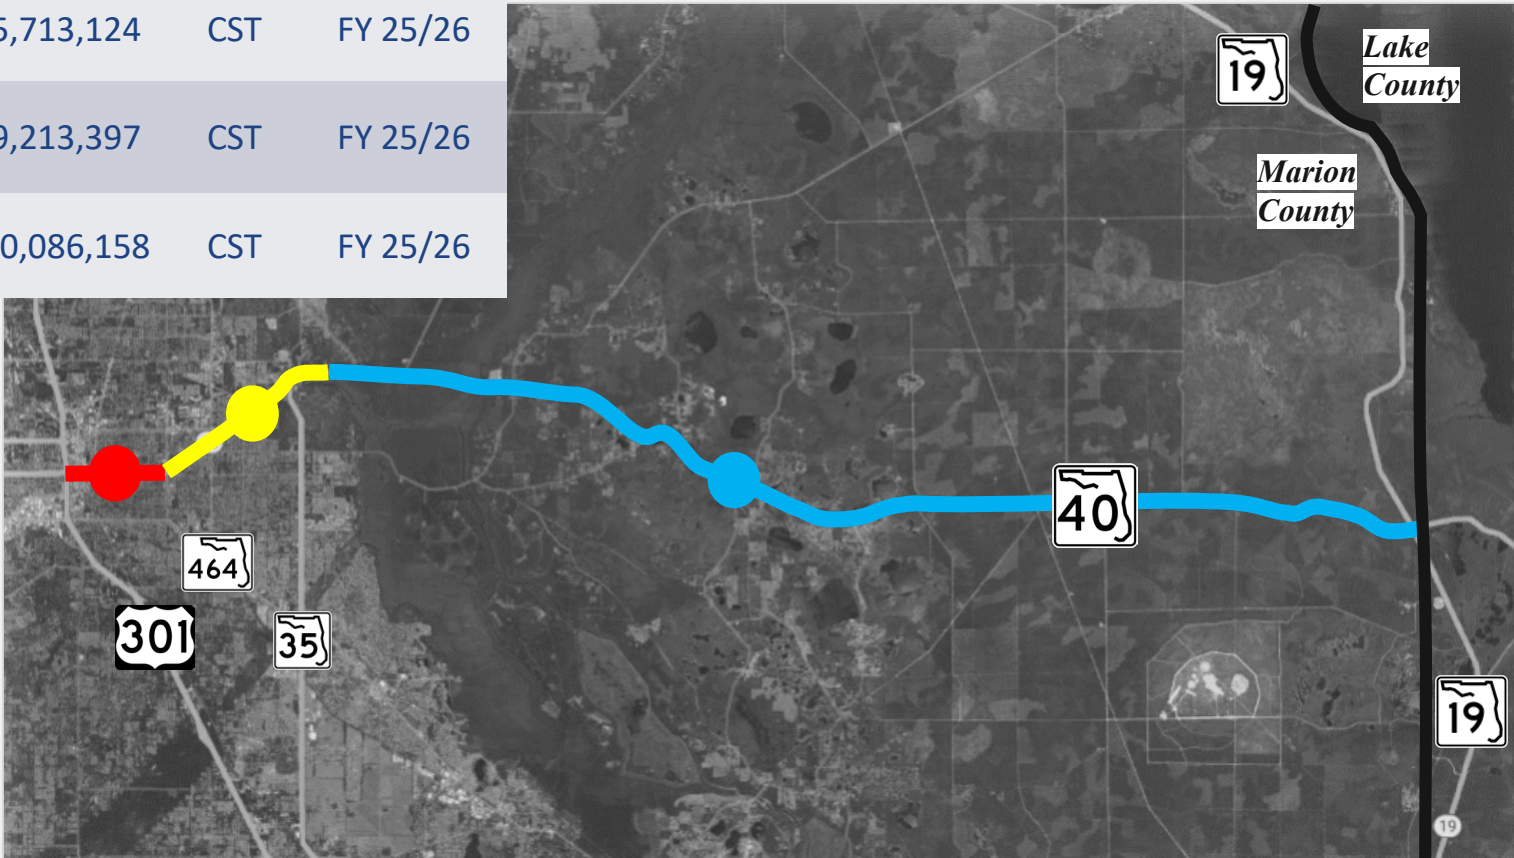 5,713,124 CST FY 25/26
9,213,397 CST FY 25/26
0,086,158 CST FY 25/26
19
Lake
County
Marion
County
40
464
301
35
19
19